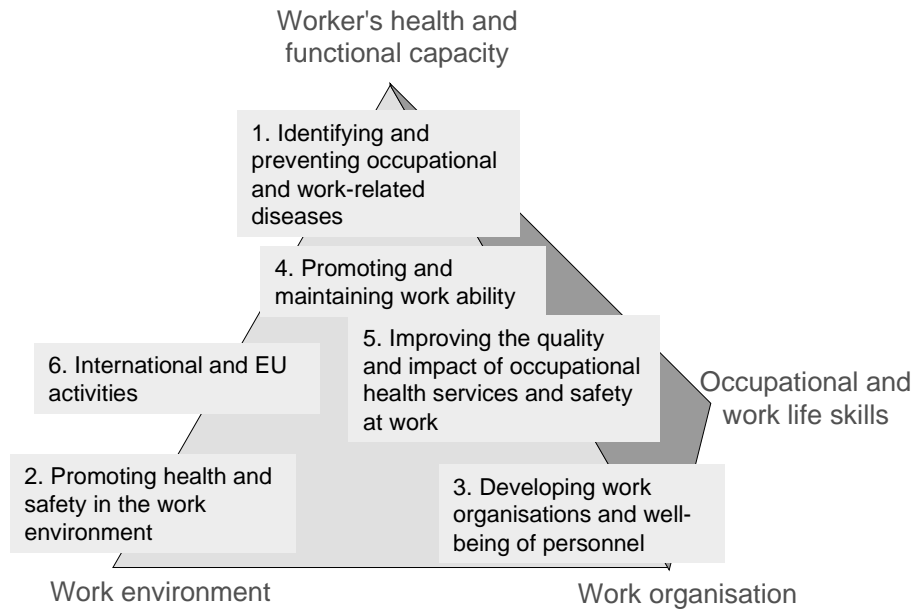 Worker's health and
functional capacity
1. Identifying and
preventing occupational
and work-related
diseases
4. Promoting and
maintaining work ability
5. Improving the quality
and impact of occupational
health services and safety
at work
6. International and EU
activities
Occupational and
work life skills
2. Promoting health and
safety in the work
environment
3. Developing work
organisations and well-
being of personnel
Work environment
Work organisation